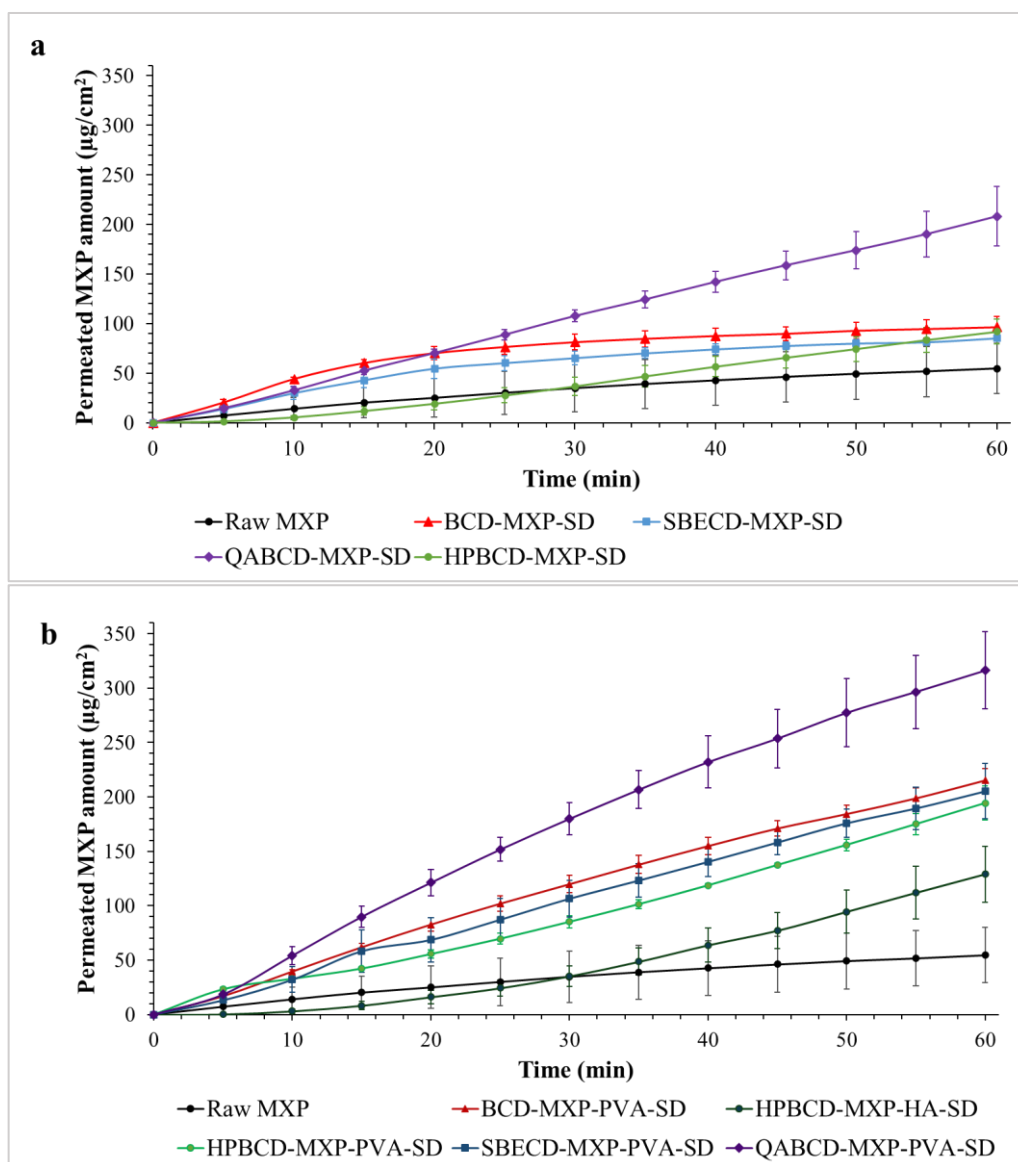 a
Permeated MXP amount (µg/cm²)
350
300
250
200
150
100
50
0
0 10 20 30 40 50 60
Time (min)
Raw MXP BCD-MXP-SD SBECD-MXP-SD
QABCD-MXP-SD HPBCD-MXP-SD
b
Permeated MXP amount (µg/cm²)
350
300
250
200
150
100
50
0
0 10 20 30 40 50 60
Time (min)
Raw MXP BCD-MXP-PVA-SD HPBCD-MXP-HA-SD
HPBCD-MXP-PVA-SD SBECD-MXP-PVA-SD QABCD-MXP-PVA-SD